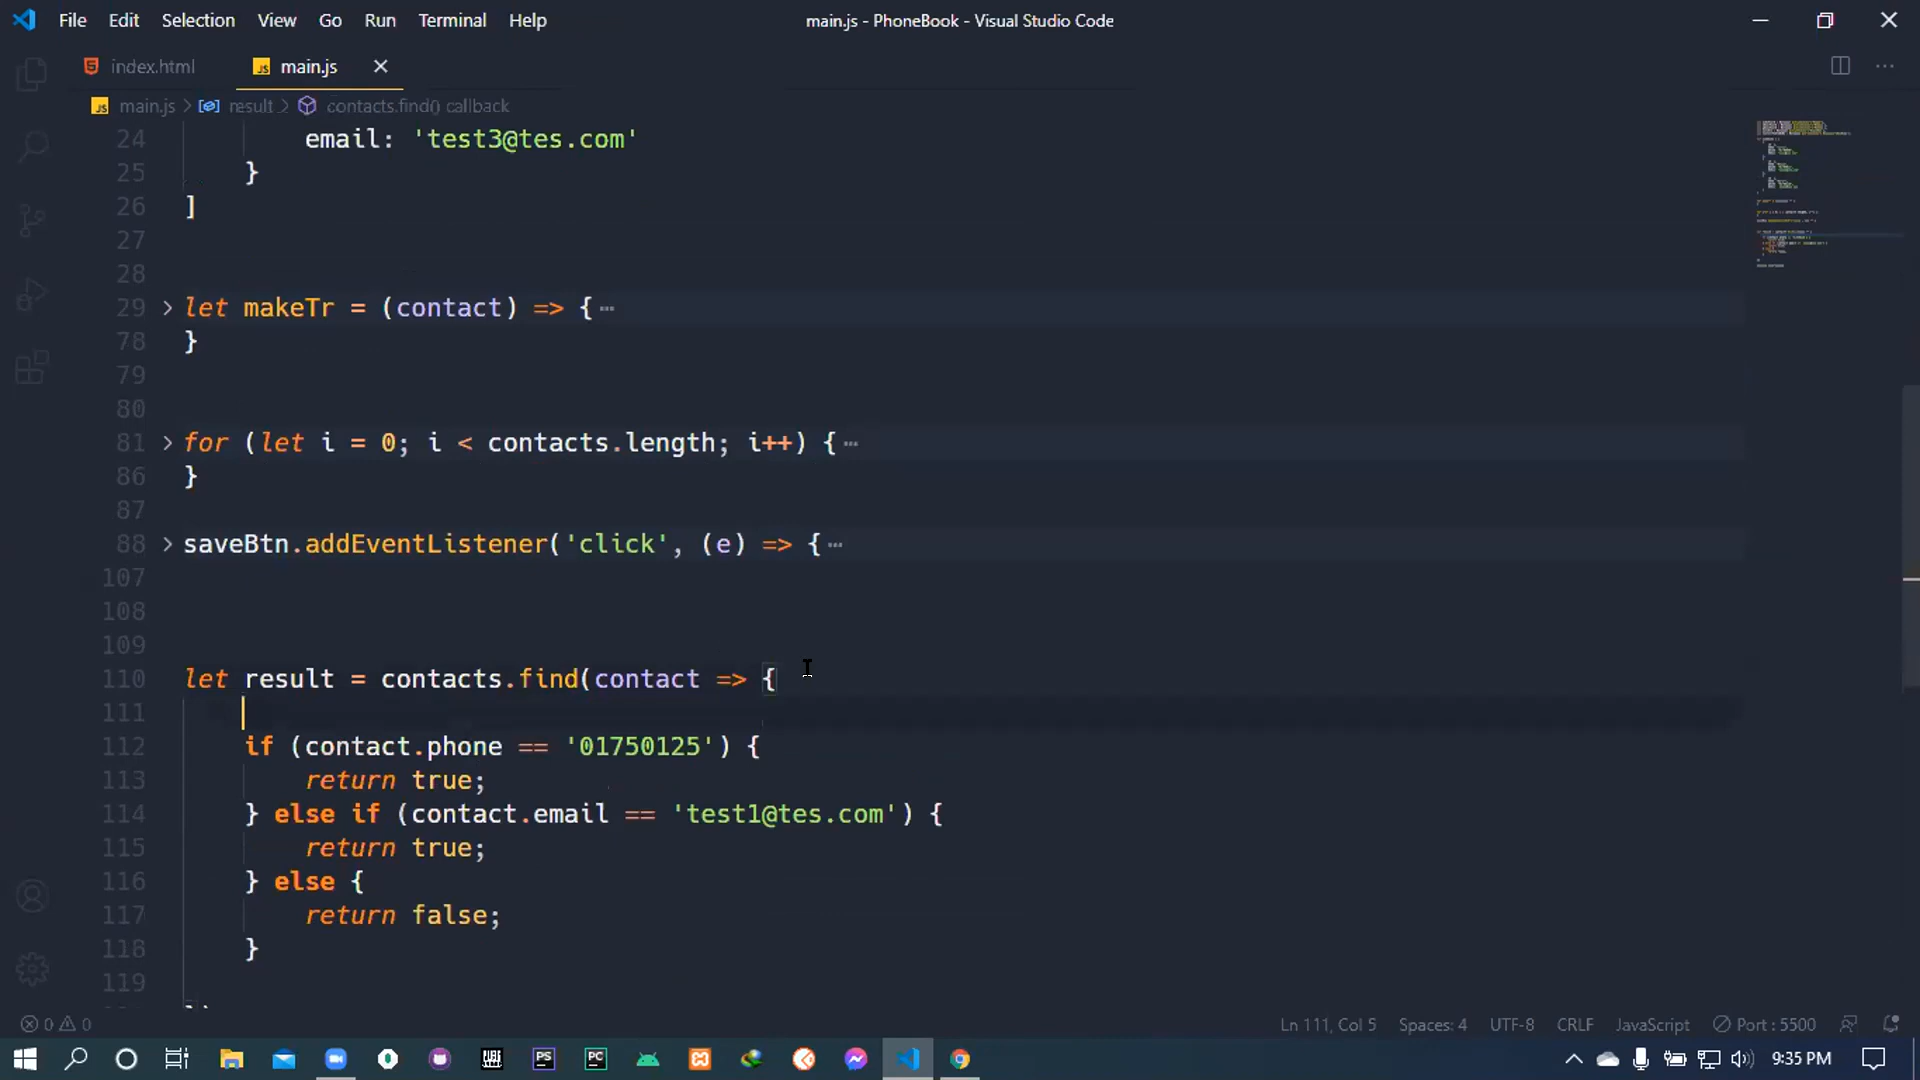 File Edit Selection View Go Run Terminal Help main.js - PhoneBook - Visual Studio Code
index.html main.js
main.js > result > contacts.find() callback
24 email: 'test3@tes.com'
25 }
26 ]
27
28
29 let makeTr = (contact) => { ⋯
78 }
79
80
81 for (let i = 0; i < contacts.length; i++) { ⋯
86 }
87
88 saveBtn.addEventListener('click', (e) => { ⋯
107
108
109
110 let result = contacts.find(contact => {
111
112 if (contact.phone == '01750125') {
113 return true;
114 } else if (contact.email == 'test1@tes.com') {
115 return true;
116 } else {
117 return false;
118 }
119
0 0 Ln 111, Col 5 Spaces: 4 UTF-8 CRLF JavaScript Port : 5500
PS PC 9:35 PM